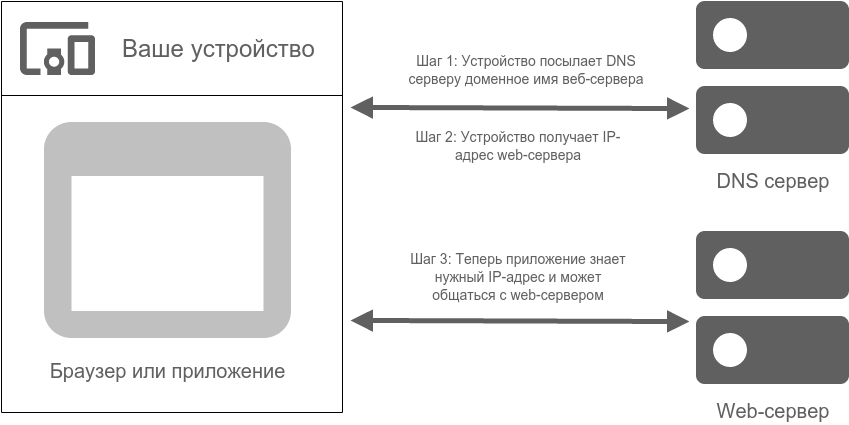 Ваше устройство
Браузер или приложение
Шаг 1: Устройство посылает DNS
серверу доменное имя веб-сервера
Шаг 2: Устройство получает IP-
адрес web-сервера
DNS сервер
Шаг 3: Теперь приложение знает
нужный IP-адрес и может
общаться с web-сервером
Web-сервер